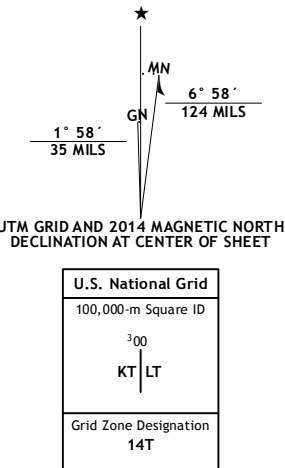 ★
MN
6° 58´
124 MILS
GN
1° 58´
35 MILS
UTM GRID AND 2014 MAGNETIC NORTH
DECLINATION AT CENTER OF SHEET
U.S. National Grid
100,000-m Square ID
³00
KT LT
Grid Zone Designation
14T